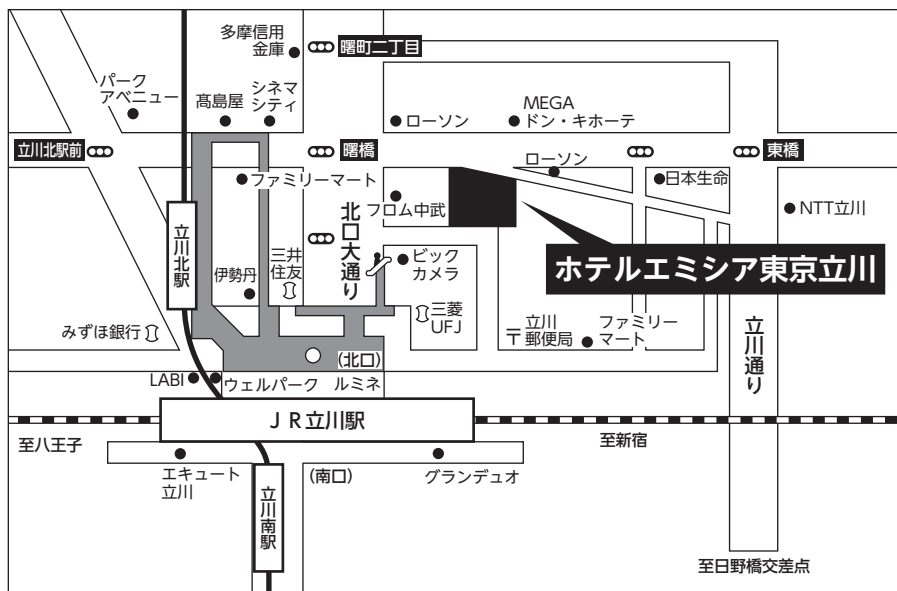 多摩信用
金庫
曙町二丁目
パーク
アベニュー
髙島屋
シネマ
シティ
ローソン
MEGA
ドン・キホーテ
立川北駅前
曙橋
ローソン
東橋
ファミリーマート
フロム中武
日本生命
NTT立川
立川北駅
北口大通り
伊勢丹
三井
住友
ビック
カメラ
ホテルエミシア東京立川
みずほ銀行
三菱
UFJ
〒
立川
郵便局
ファミリー
マート
立川通り
(北口)
LABI
ウェルパーク
ルミネ
JR立川駅
至八王子
至新宿
エキュート
立川
(南口)
グランデュオ
立川南駅
至日野橋交差点